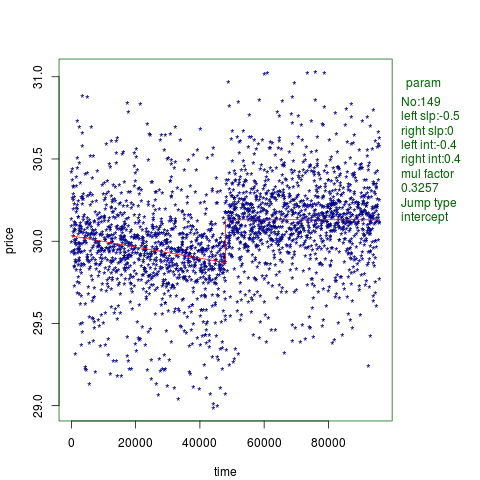 31.0
30.5
30.0
29.5
29.0
price
0
20000
40000
60000
80000
time
param
No:149
left slp:-0.5
right slp:0
left int:-0.4
right int:0.4
mul factor
0.3257
Jump type
intercept